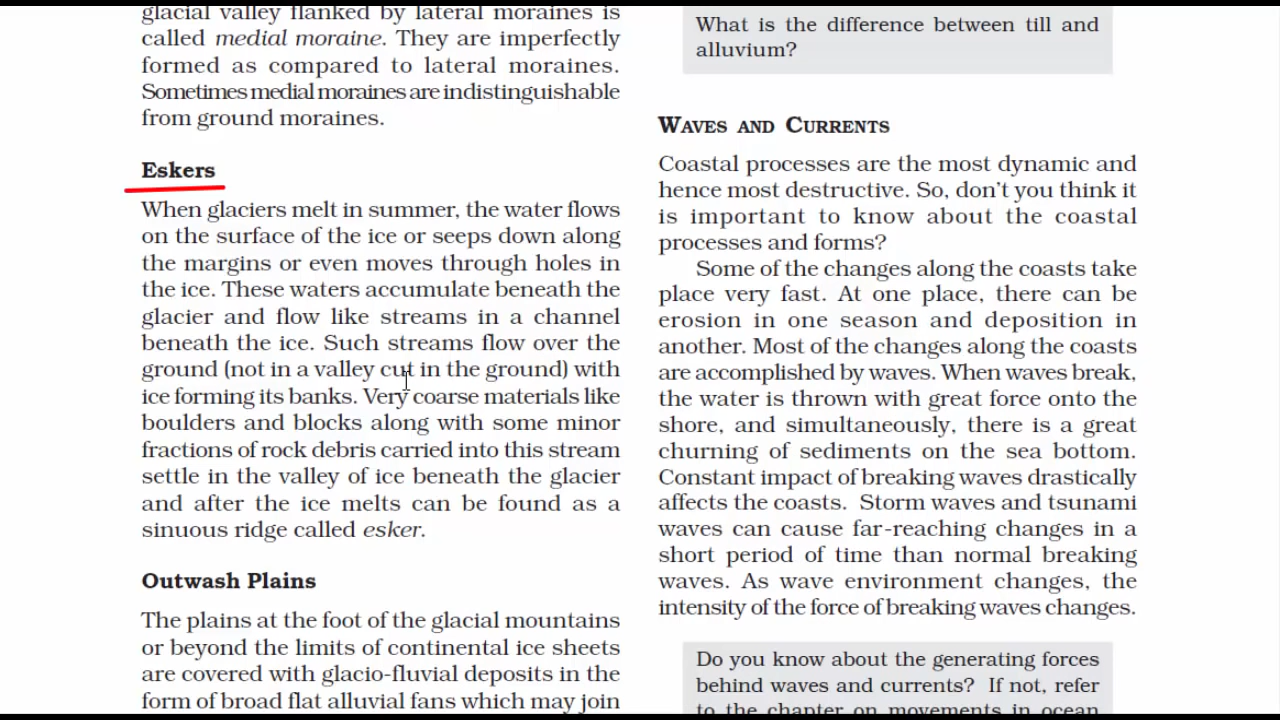 glacial valley flanked by lateral moraines is
called medial moraine. They are imperfectly
formed as compared to lateral moraines.
Sometimes medial moraines are indistinguishable
from ground moraines.
Eskers
When glaciers melt in summer, the water flows
on the surface of the ice or seeps down along
the margins or even moves through holes in
the ice. These waters accumulate beneath the
glacier and flow like streams in a channel
beneath the ice. Such streams flow over the
ground (not in a valley cut in the ground) with
ice forming its banks. Very coarse materials like
boulders and blocks along with some minor
fractions of rock debris carried into this stream
settle in the valley of ice beneath the glacier
and after the ice melts can be found as a
sinuous ridge called esker.
Outwash Plains
The plains at the foot of the glacial mountains
or beyond the limits of continental ice sheets
are covered with glacio-fluvial deposits in the
form of broad flat alluvial fans which may join
What is the difference between till and
alluvium?
WAVES AND CURRENTS
Coastal processes are the most dynamic and
hence most destructive. So, don't you think it
is important to know about the coastal
processes and forms?
Some of the changes along the coasts take
place very fast. At one place, there can be
erosion in one season and deposition in
another. Most of the changes along the coasts
are accomplished by waves. When waves break,
the water is thrown with great force onto the
shore, and simultaneously, there is a great
churning of sediments on the sea bottom.
Constant impact of breaking waves drastically
affects the coasts. Storm waves and tsunami
waves can cause far-reaching changes in a
short period of time than normal breaking
waves. As wave environment changes, the
intensity of the force of breaking waves changes.
Do you know about the generating forces
behind waves and currents? If not, refer
to the chapter on movements in ocean